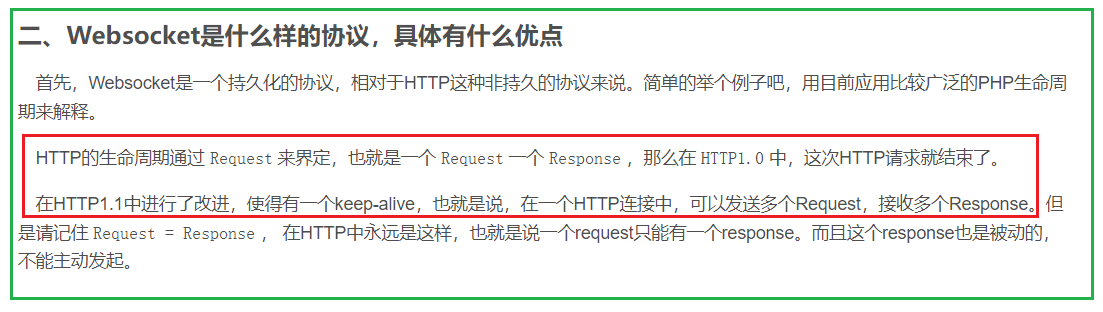 二、Websocket是什么样的协议，具体有什么优点
首先，Websocket是一个持久化的协议，相对于HTTP这种非持久的协议来说。简单的举个例子吧，用目前应用比较广泛的PHP生命周
期来解释。
HTTP的生命周期通过 Request 来界定，也就是一个 Request 一个 Response ，那么在 HTTP1.0 中，这次HTTP请求就结束了。
在HTTP1.1中进行了改进，使得有一个keep-alive，也就是说，在一个HTTP连接中，可以发送多个Request，接收多个Response。但
是请记住 Request = Response ， 在HTTP中永远是这样，也就是说一个request只能有一个response。而且这个response也是被动的，
不能主动发起。